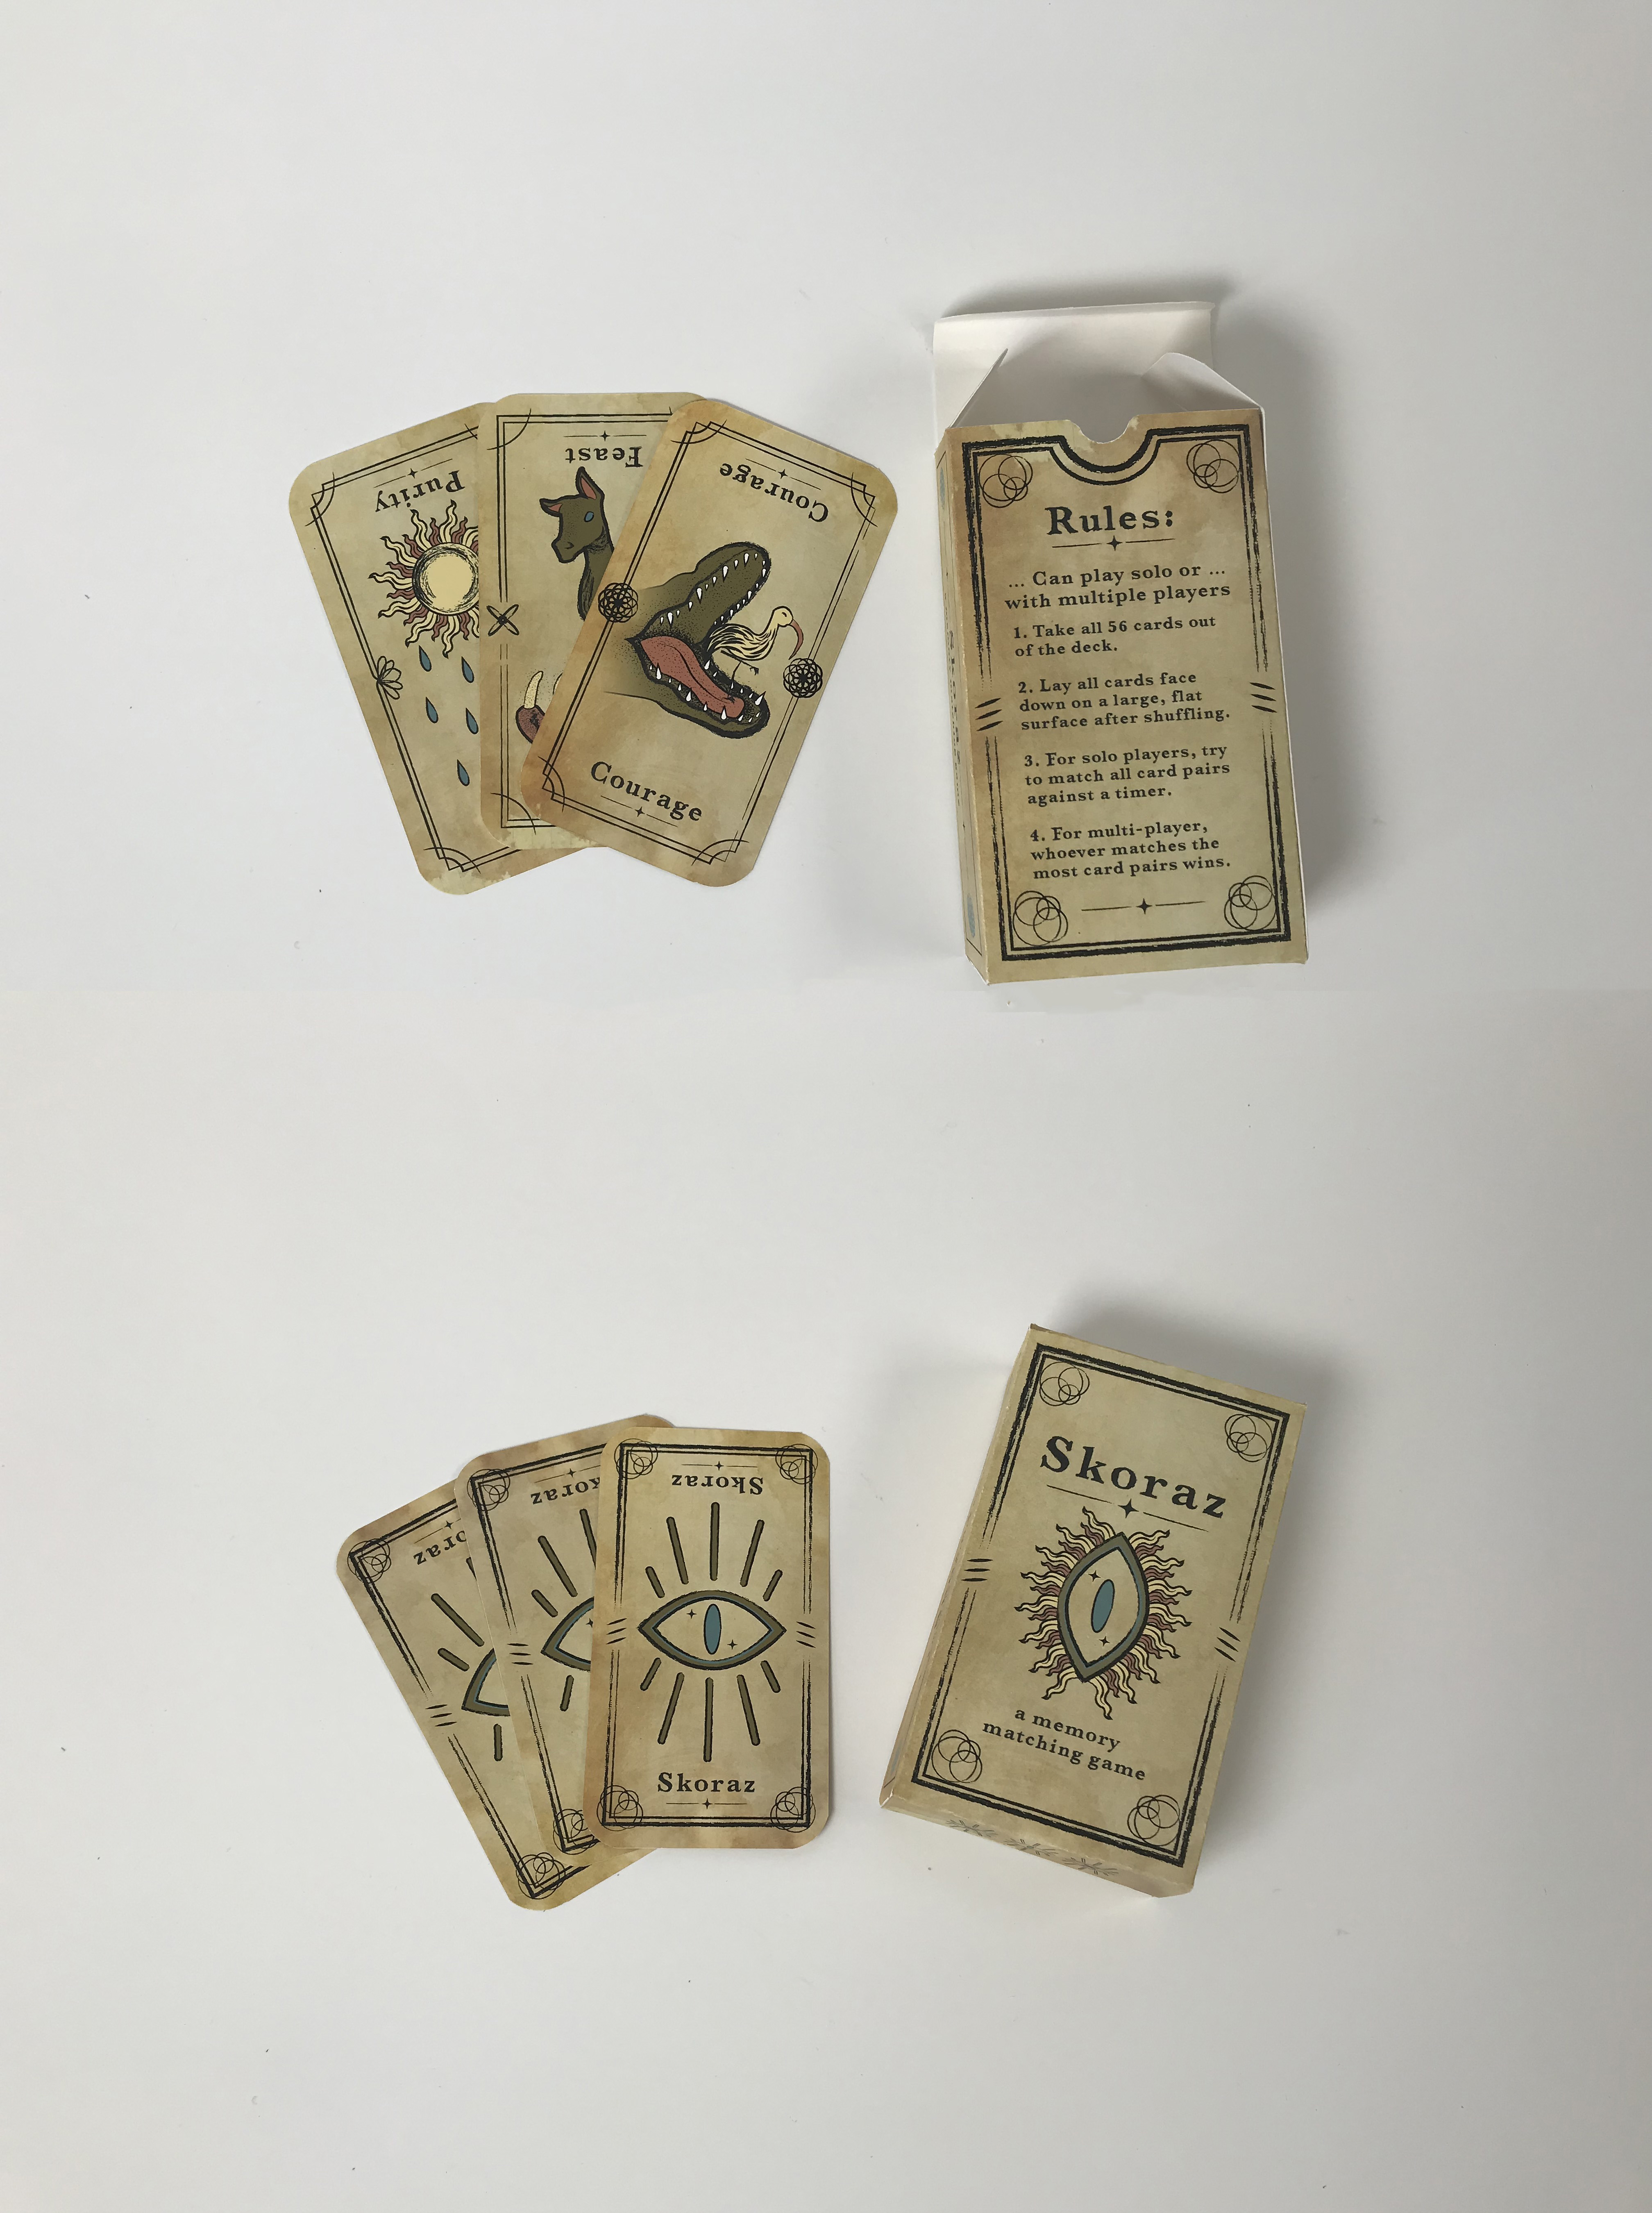 Purity
Feast
Courage
Courage
Rules:
... Can play solo or ...
with multiple players
1. Take all 56 cards out
of the deck.
2. Lay all cards face
down on a large, flat
surface after shuffling.
3. For solo players, try
to match all card pairs
against a timer.
4. For multi-player,
whoever matches the
most card pairs wins.
oraz
Skoraz
Skoraz
Skoraz
Skoraz
a memory
matching game